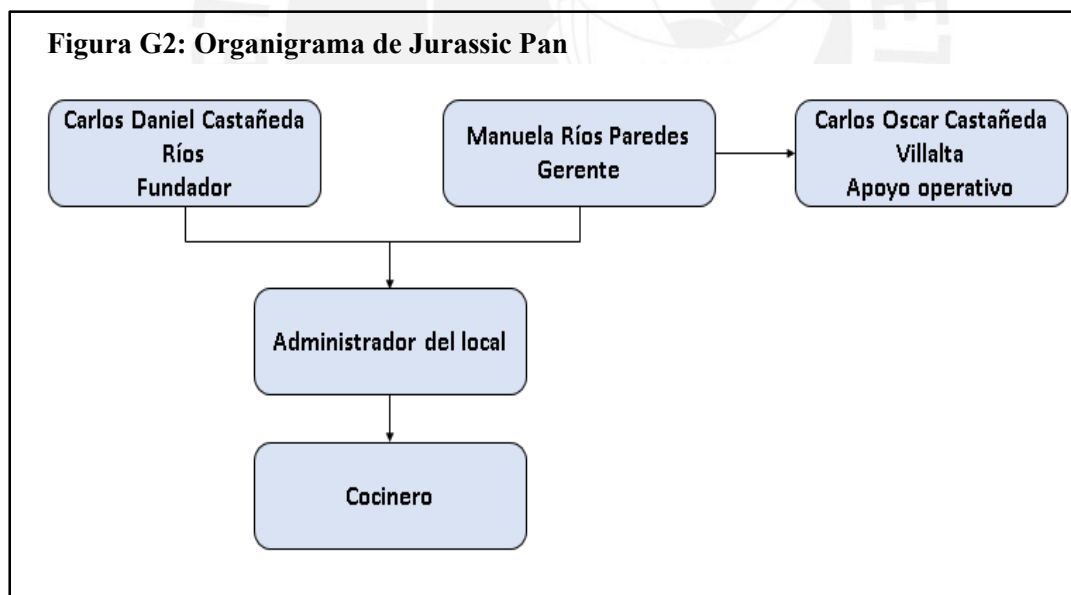 Figura G2: Organigrama de Jurassic Pan
Carlos Daniel Castañeda
Ríos
Fundador
Manuela Ríos Paredes
Gerente
Carlos Oscar Castañeda
Villalta
Apoyo operativo
Administrador del local
Cocinero